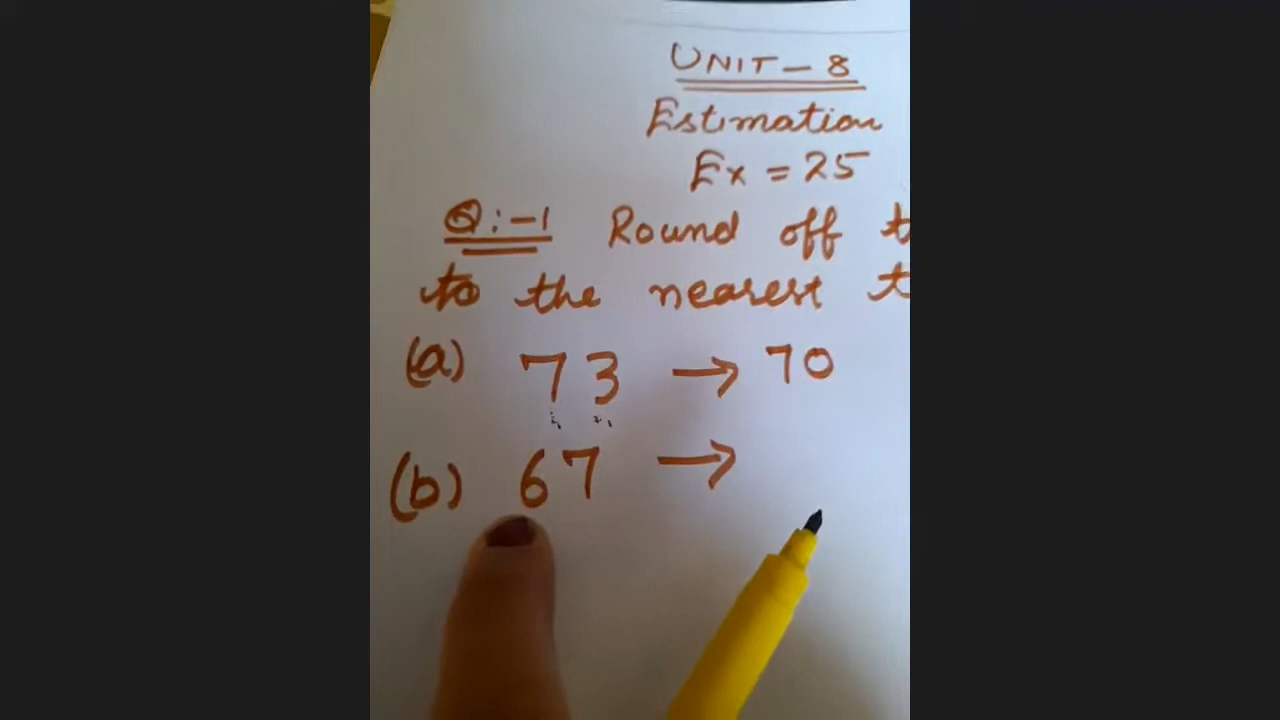 UNIT - 8
Estimation
Ex = 25
Q:-1 Round off
to the nearest
(a) 73 → 70
(b) 67 →